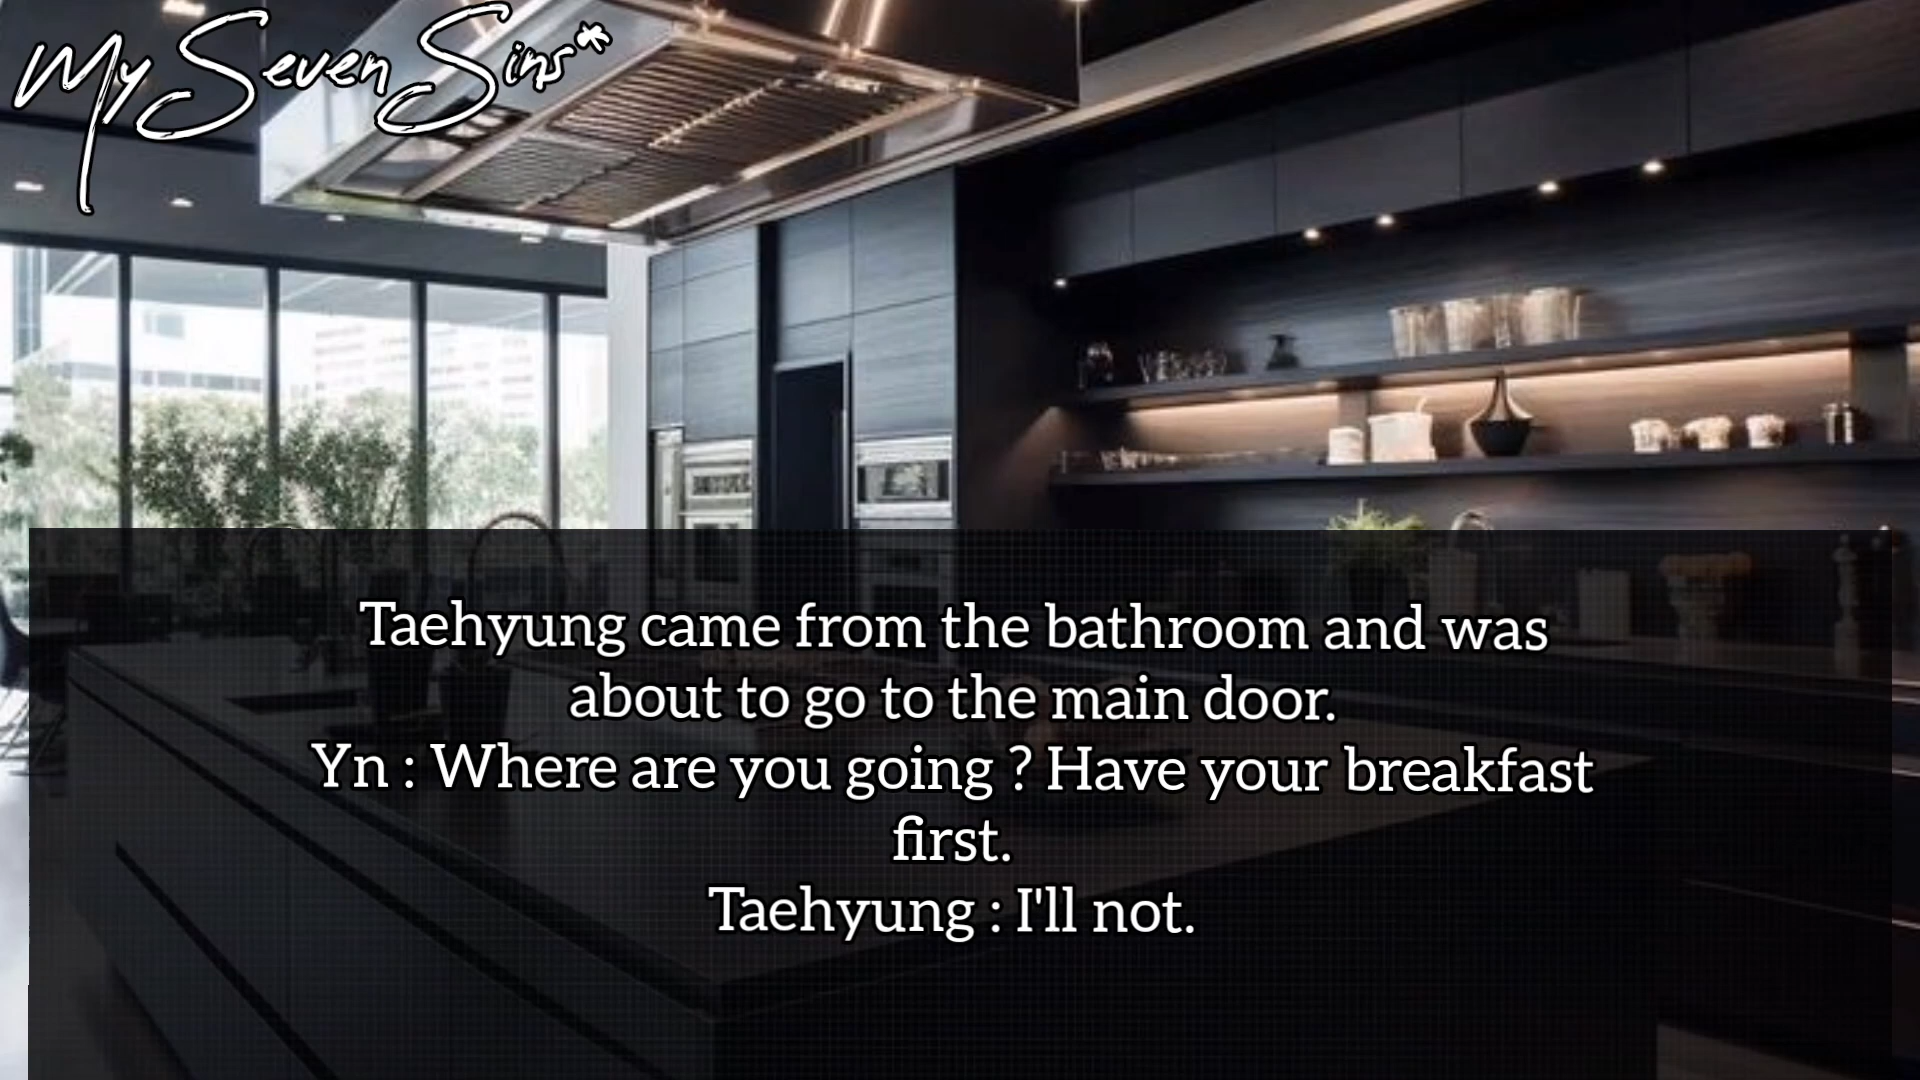 My Seven Sins*
Taehyung came from the bathroom and was
about to go to the main door.
Yn : Where are you going ? Have your breakfast
first.
Taehyung : I'll not.